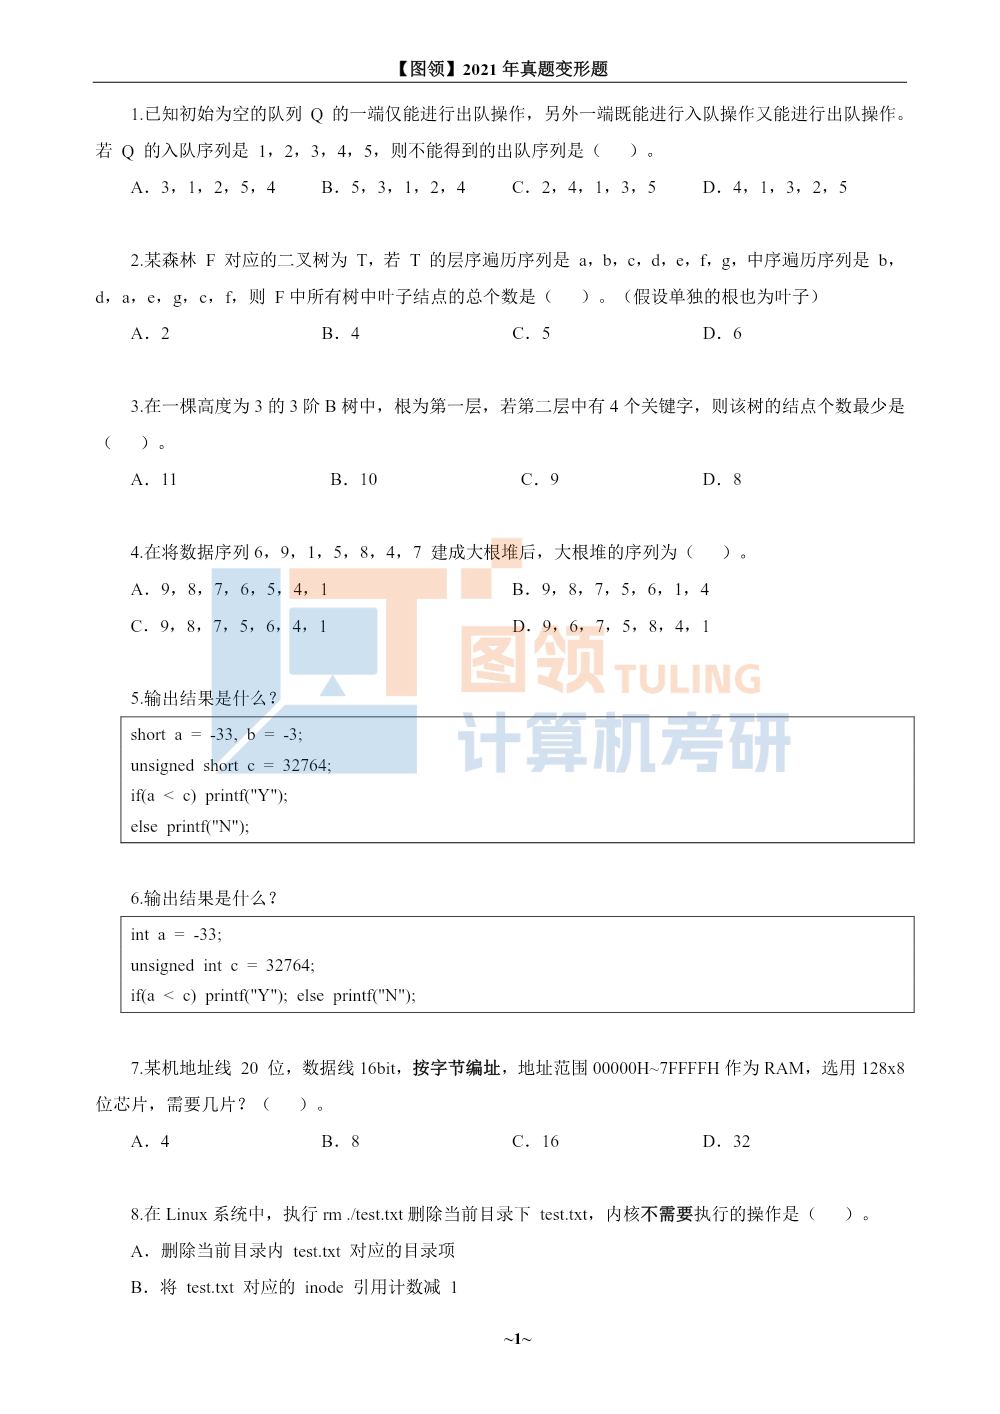 【图领】2021 年真题变形题
1.已知初始为空的队列 Q 的一端仅能进行出队操作，另外一端既能进行入队操作又能进行出队操作。
若 Q 的入队序列是 1，2，3，4，5，则不能得到的出队序列是（ ）。
A．3，1，2，5，4 B．5，3，1，2，4 C．2，4，1，3，5 D．4，1，3，2，5
2.某森林 F 对应的二叉树为 T，若 T 的层序遍历序列是 a，b，c，d，e，f，g，中序遍历序列是 b，
d，a，e，g，c，f，则 F 中所有树中叶子结点的总个数是（ ）。（假设单独的根也为叶子）
A．2 B．4 C．5 D．6
3.在一棵高度为 3 的 3 阶 B 树中，根为第一层，若第二层中有 4 个关键字，则该树的结点个数最少是
（ ）。
A．11 B．10 C．9 D．8
4.在将数据序列 6，9，1，5，8，4，7 建成大根堆后，大根堆的序列为（ ）。
A．9，8，7，6，5，4，1 B．9，8，7，5，6，1，4
C．9，8，7，5，6，4，1 D．9，6，7，5，8，4，1
图领 TULING
计算机考研
5.输出结果是什么？
short a = -33, b = -3;
unsigned short c = 32764;
if(a < c) printf("Y");
else printf("N");
6.输出结果是什么？
int a = -33;
unsigned int c = 32764;
if(a < c) printf("Y"); else printf("N");
7.某机地址线 20 位，数据线 16bit，按字节编址，地址范围 00000H~7FFFFH 作为 RAM，选用 128x8
位芯片，需要几片？（ ）。
A．4 B．8 C．16 D．32
8.在 Linux 系统中，执行 rm ./test.txt 删除当前目录下 test.txt，内核不需要执行的操作是（ ）。
A．删除当前目录内 test.txt 对应的目录项
B．将 test.txt 对应的 inode 引用计数减 1
~1~